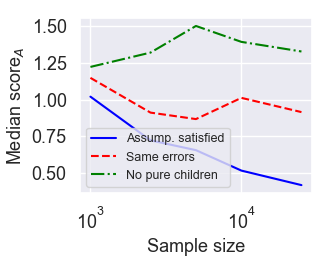 1.50
1.25
1.00
0.75
0.50
Median score_A
Assump. satisfied
Same errors
No pure children
10^3
10^4
Sample size